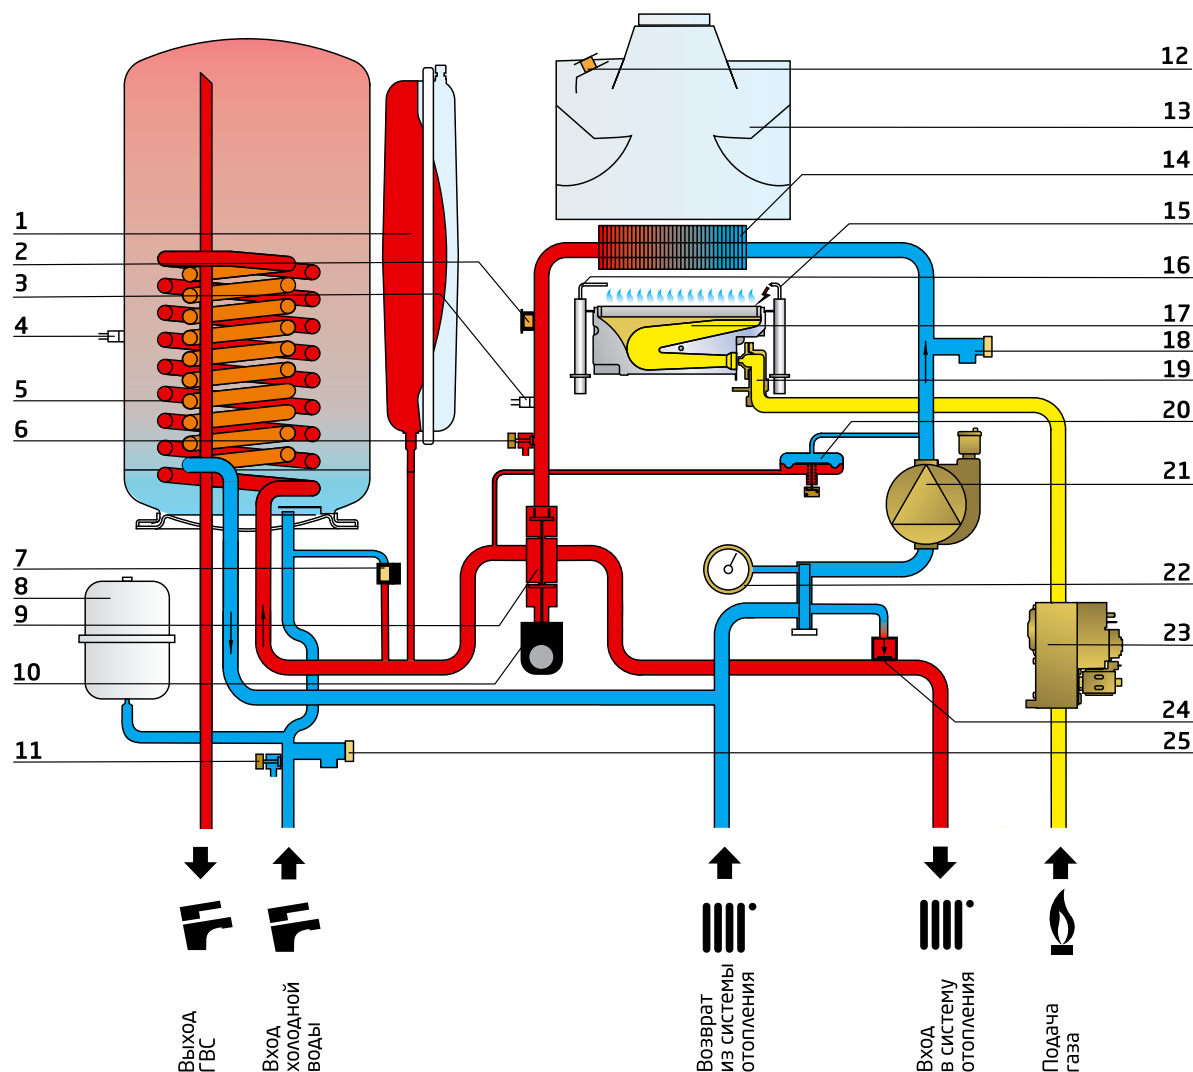 1
2
3
4
5
6
7
8
9
10
11
12
13
14
15
16
17
18
19
20
21
22
23
24
25
Выход
ГВС
Вход
холодной
воды
Возврат
из системы
отопления
Вход
в систему
отопления
Подача
газа